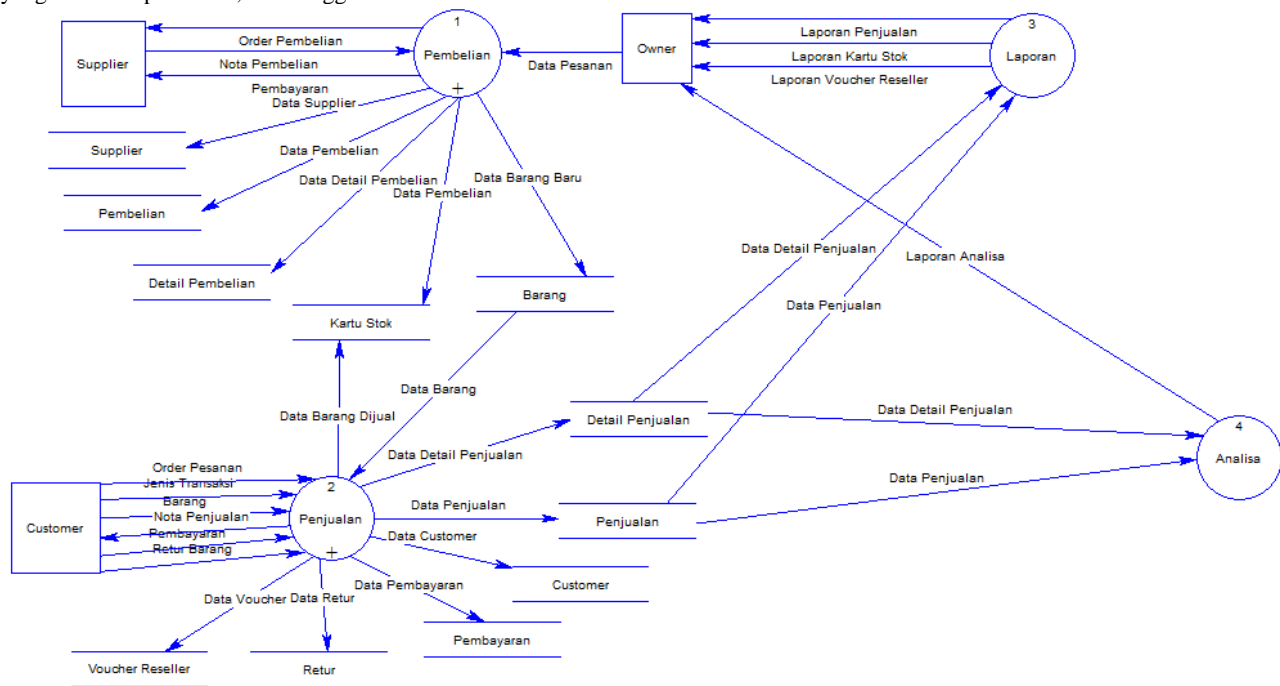 1
3
Order Pembelian
Owner
Laporan Penjualan
Supplier
Pembelian
Laporan Kartu Stok
Laporan
Nota Pembelian
Data Pesanan
Laporan Voucher Reseller
Pembayaran
+
Data Supplier
Supplier
Data Pembelian
Data Detail Pembelian
Data Barang Baru
Data Pembelian
Pembelian
Data Detail Penjualan
Laporan Analisa
Detail Pembelian
Barang
Data Penjualan
Kartu Stok
Data Barang
Data Barang Dijual
Detail Penjualan
Data Detail Penjualan
4
Analisa
Data Detail Penjualan
Order Pesanan
Jenis Transaksi
2
Data Penjualan
Barang
Data Penjualan
Nota Penjualan
Penjualan
Penjualan
Customer
Pembayaran
Data Customer
Retur Barang
+
Data Pembayaran
Customer
Data Voucher
Data Retur
Pembayaran
Voucher Reseller
Retur